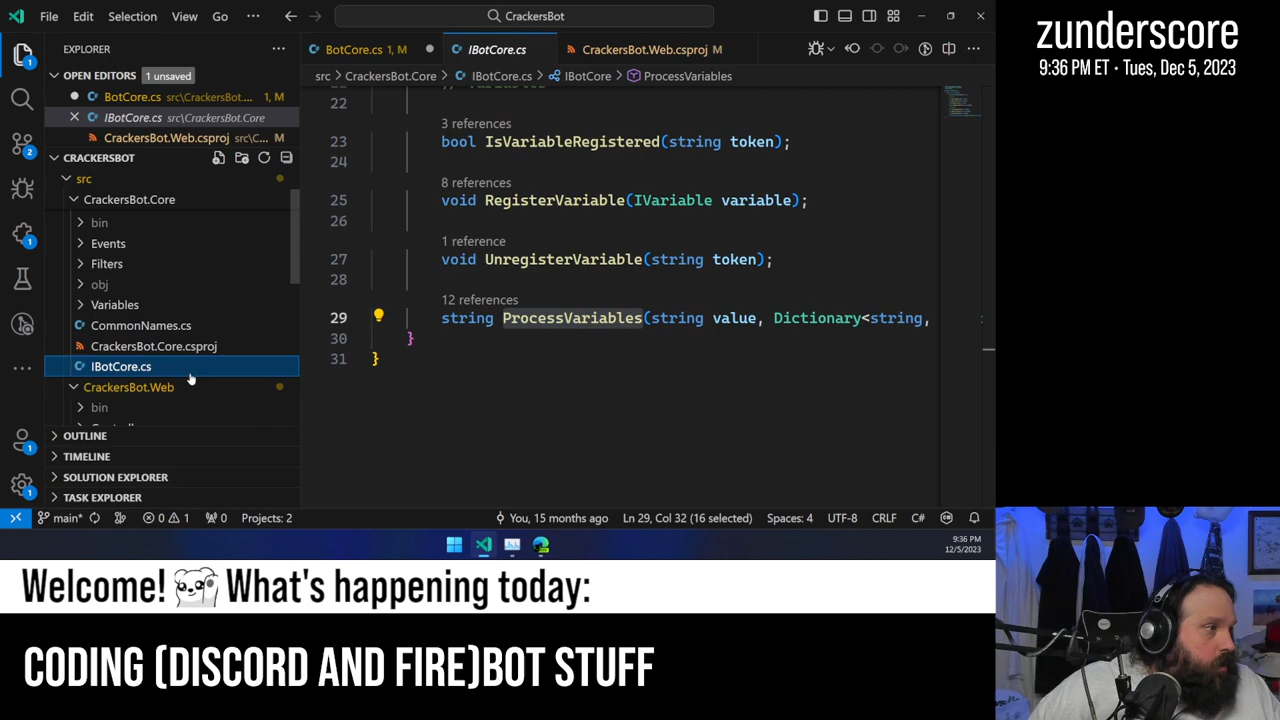 File Edit Selection View Go ... CrackersBot
zunderscore
9:36 PM ET · Tues, Dec 5, 2023
EXPLORER
OPEN EDITORS 1 unsaved
BotCore.cs src\CrackersBot.... 1, M
IBotCore.cs src\CrackersBot.Core
CrackersBot.Web.csproj src\C... M
CRACKERSBOT
src
CrackersBot.Core
bin
Events
Filters
obj
Variables
CommonNames.cs
CrackersBot.Core.csproj
IBotCore.cs
CrackersBot.Web
bin
OUTLINE
TIMELINE
SOLUTION EXPLORER
TASK EXPLORER
BotCore.cs 1, M IBotCore.cs CrackersBot.Web.csproj M
src > CrackersBot.Core > IBotCore.cs > IBotCore > ProcessVariables
22
3 references
23 bool IsVariableRegistered(string token);
24
8 references
25 void RegisterVariable(IVariable variable);
26
1 reference
27 void UnregisterVariable(string token);
28
12 references
29 string ProcessVariables(string value, Dictionary<string,
30 }
31 }
main* 0 1 0 Projects: 2 You, 15 months ago Ln 29, Col 32 (16 selected) Spaces: 4 UTF-8 CRLF C#
9:36 PM
12/5/2023
Welcome! What's happening today:
CODING (DISCORD AND FIRE)BOT STUFF